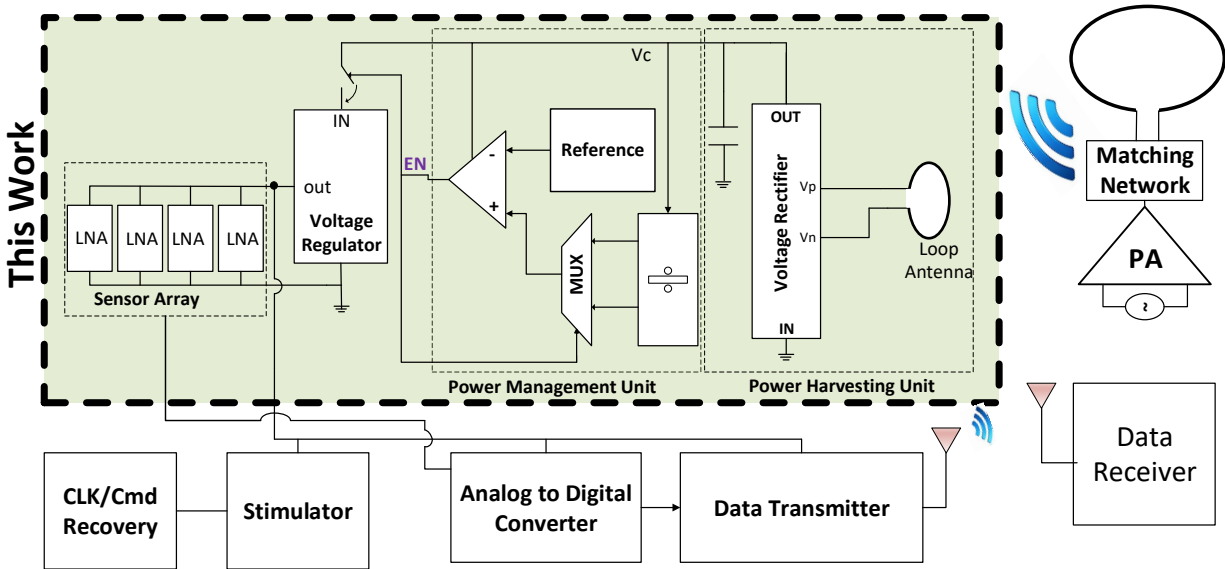 This Work
Vc
IN
EN
-
+
Reference
OUT
Voltage Rectifier
Vp
Vn
IN
Loop
Antenna
out
Voltage
Regulator
LNA
LNA
LNA
LNA
Sensor Array
MUX
÷
Power Management Unit
Power Harvesting Unit
Matching
Network
PA
~
CLK/Cmd
Recovery
Stimulator
Analog to Digital
Converter
Data Transmitter
Data
Receiver